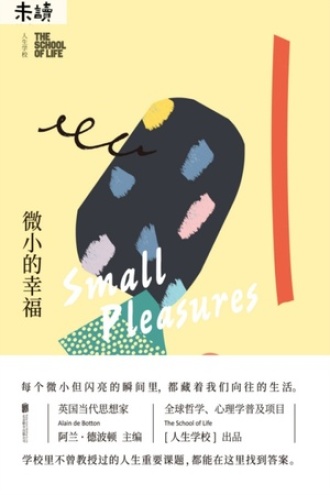 未讀
人生学校
THE
SCHOOL
OF LIFE
微小的幸福
Small
Pleasures
每个微小但闪亮的瞬间里,都藏着我们向往的生活。
英国当代思想家
Alain de Botton
阿兰·德波顿 主编
全球哲学、心理学普及项目
The School of Life
[人生学校] 出品
学校里不曾教授过的人生重要课题,都能在这里找到答案。